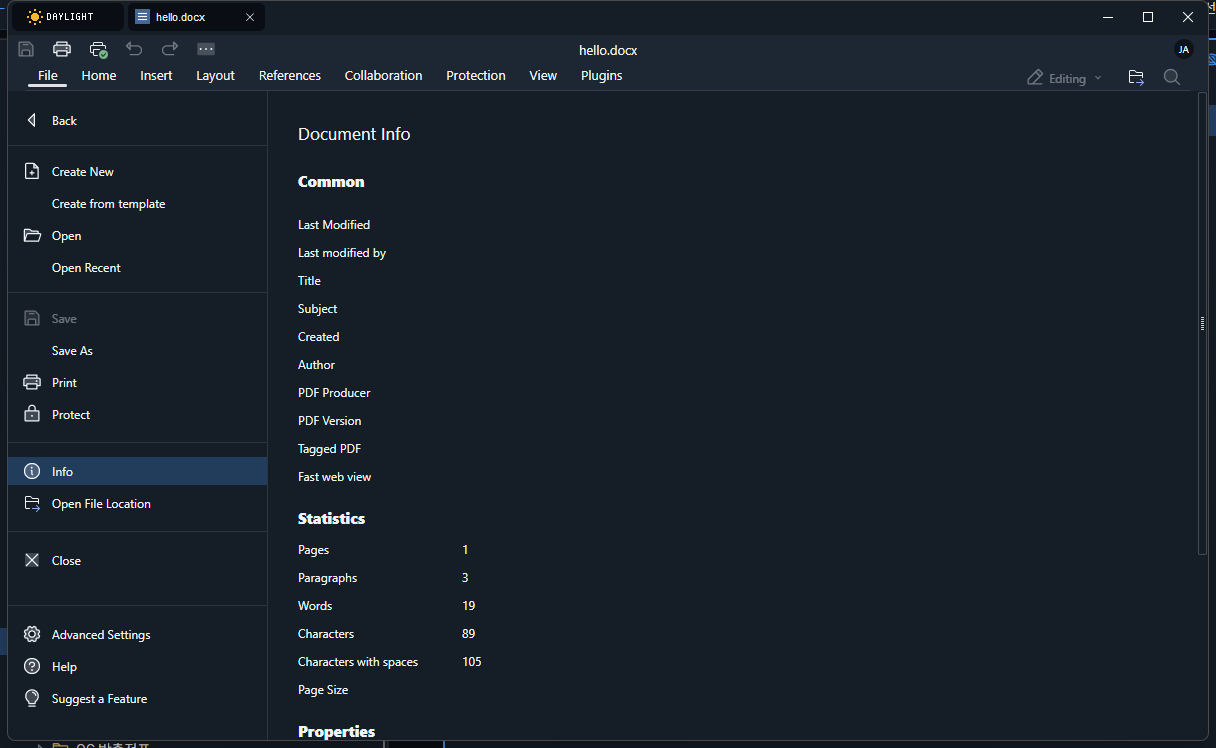 DAYLIGHT
hello.docx
hello.docx
JA
File Home Insert Layout References Collaboration Protection View Plugins
Editing
Back
Create New
Create from template
Open
Open Recent
Save
Save As
Print
Protect
Info
Open File Location
Close
Advanced Settings
Help
Suggest a Feature
Document Info
Common
Last Modified
Last modified by
Title
Subject
Created
Author
PDF Producer
PDF Version
Tagged PDF
Fast web view
Statistics
Pages 1
Paragraphs 3
Words 19
Characters 89
Characters with spaces 105
Page Size
Properties